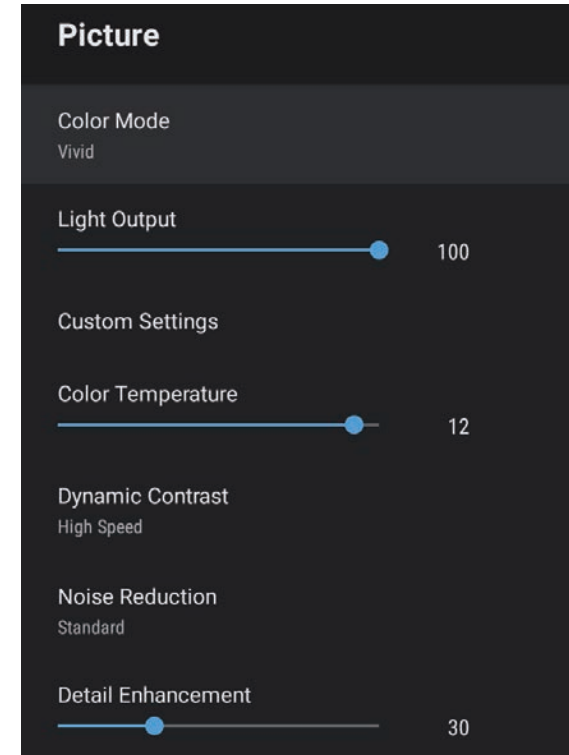 Picture
Color Mode
Vivid
Light Output
100
Custom Settings
Color Temperature
12
Dynamic Contrast
High Speed
Noise Reduction
Standard
Detail Enhancement
30